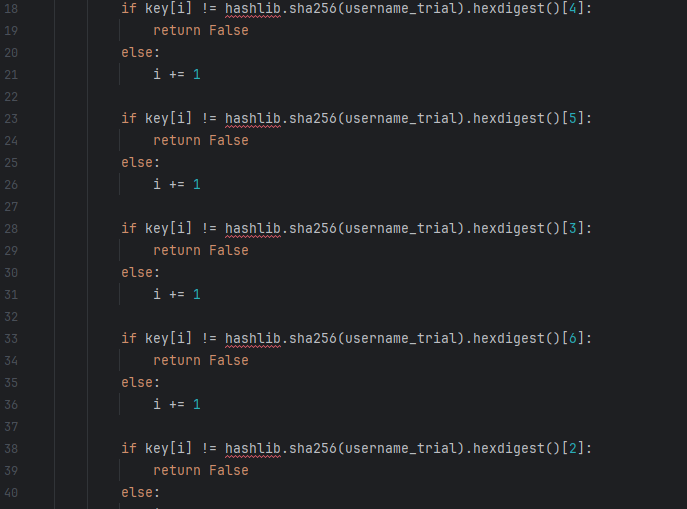 18 if key[i] != hashlib.sha256(username_trial).hexdigest()[4]:
19 return False
20 else:
21 i += 1
22
23 if key[i] != hashlib.sha256(username_trial).hexdigest()[5]:
24 return False
25 else:
26 i += 1
27
28 if key[i] != hashlib.sha256(username_trial).hexdigest()[3]:
29 return False
30 else:
31 i += 1
32
33 if key[i] != hashlib.sha256(username_trial).hexdigest()[6]:
34 return False
35 else:
36 i += 1
37
38 if key[i] != hashlib.sha256(username_trial).hexdigest()[2]:
39 return False
40 else: